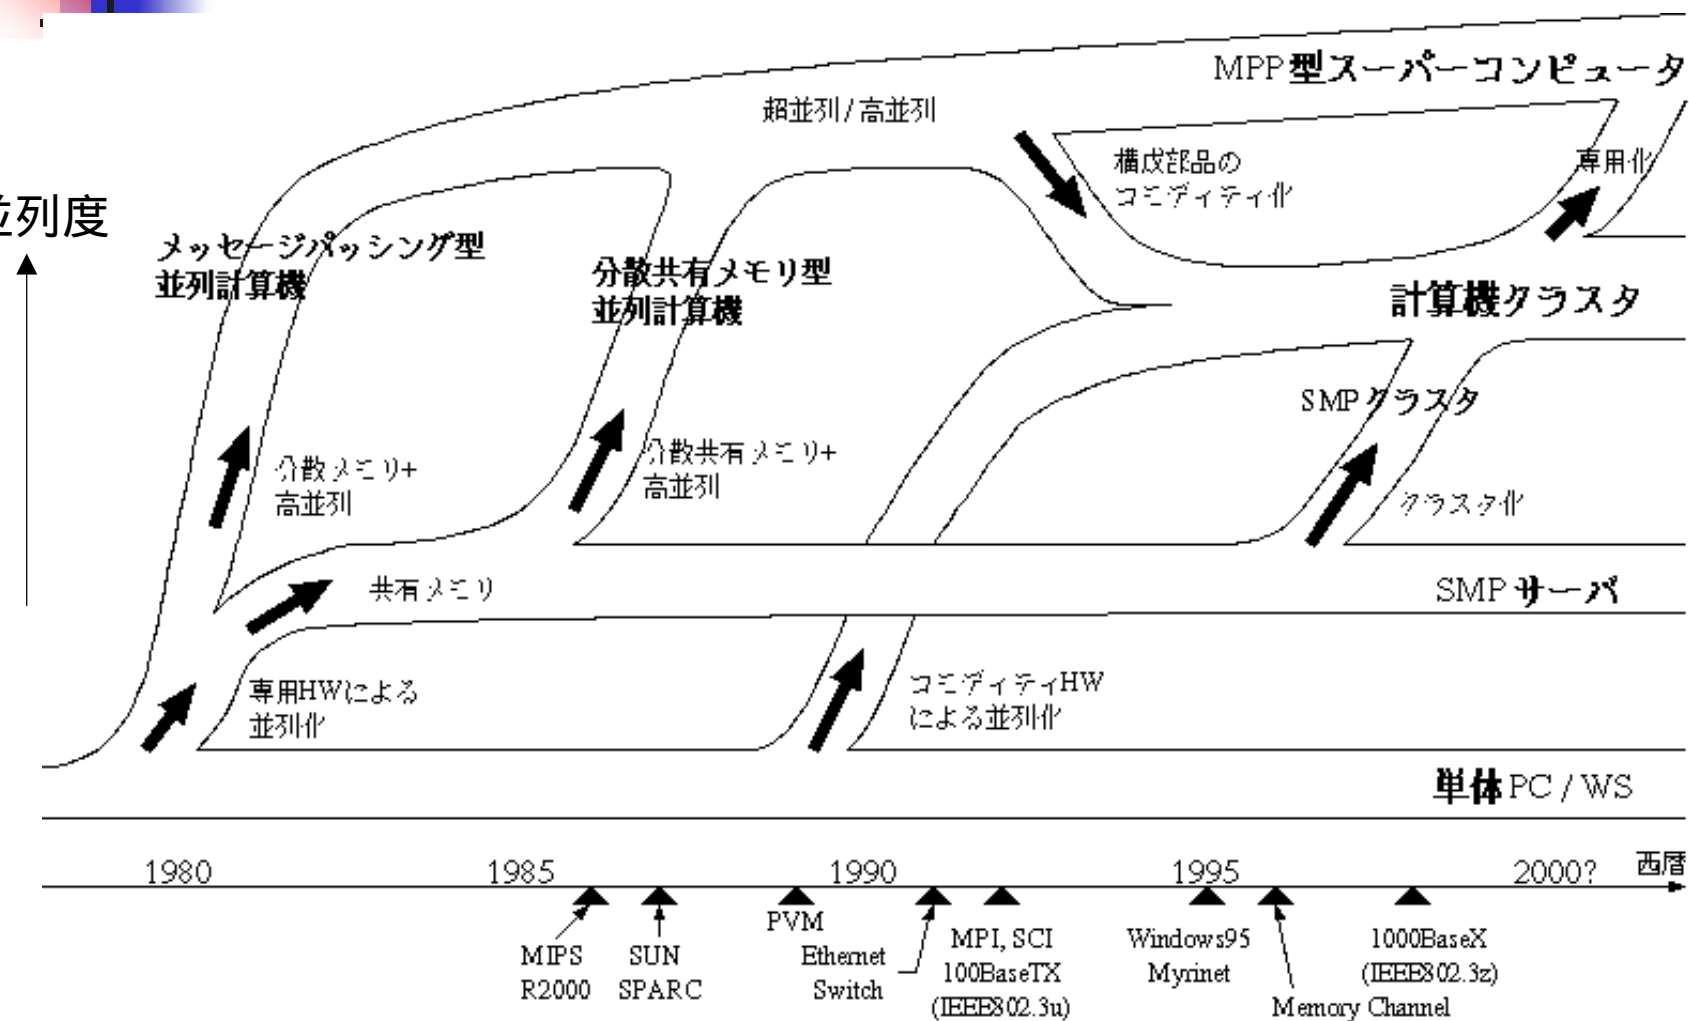 MPP型スーパーコンピュータ
超並列 / 高並列
構成部品の
コモディティ化
専用化
並列度
メッセージパッシング型
並列計算機
分散共有メモリ型
並列計算機
計算機クラスタ
SMPクラスタ
分散メモリ+
高並列
分散共有メモリ+
高並列
クラスタ化
共有メモリ
SMPサーバ
専用HWによる
並列化
コモディティHW
による並列化
単体PC / WS
1980
1985
1990
1995
2000?
西暦
MIPS
R2000
SUN
SPARC
PVM
Ethernet
Switch
MPI, SCI
100BaseTX
(IEEE802.3u)
Windows95
Myrinet
Memory Channel
1000BaseX
(IEEE802.3z)